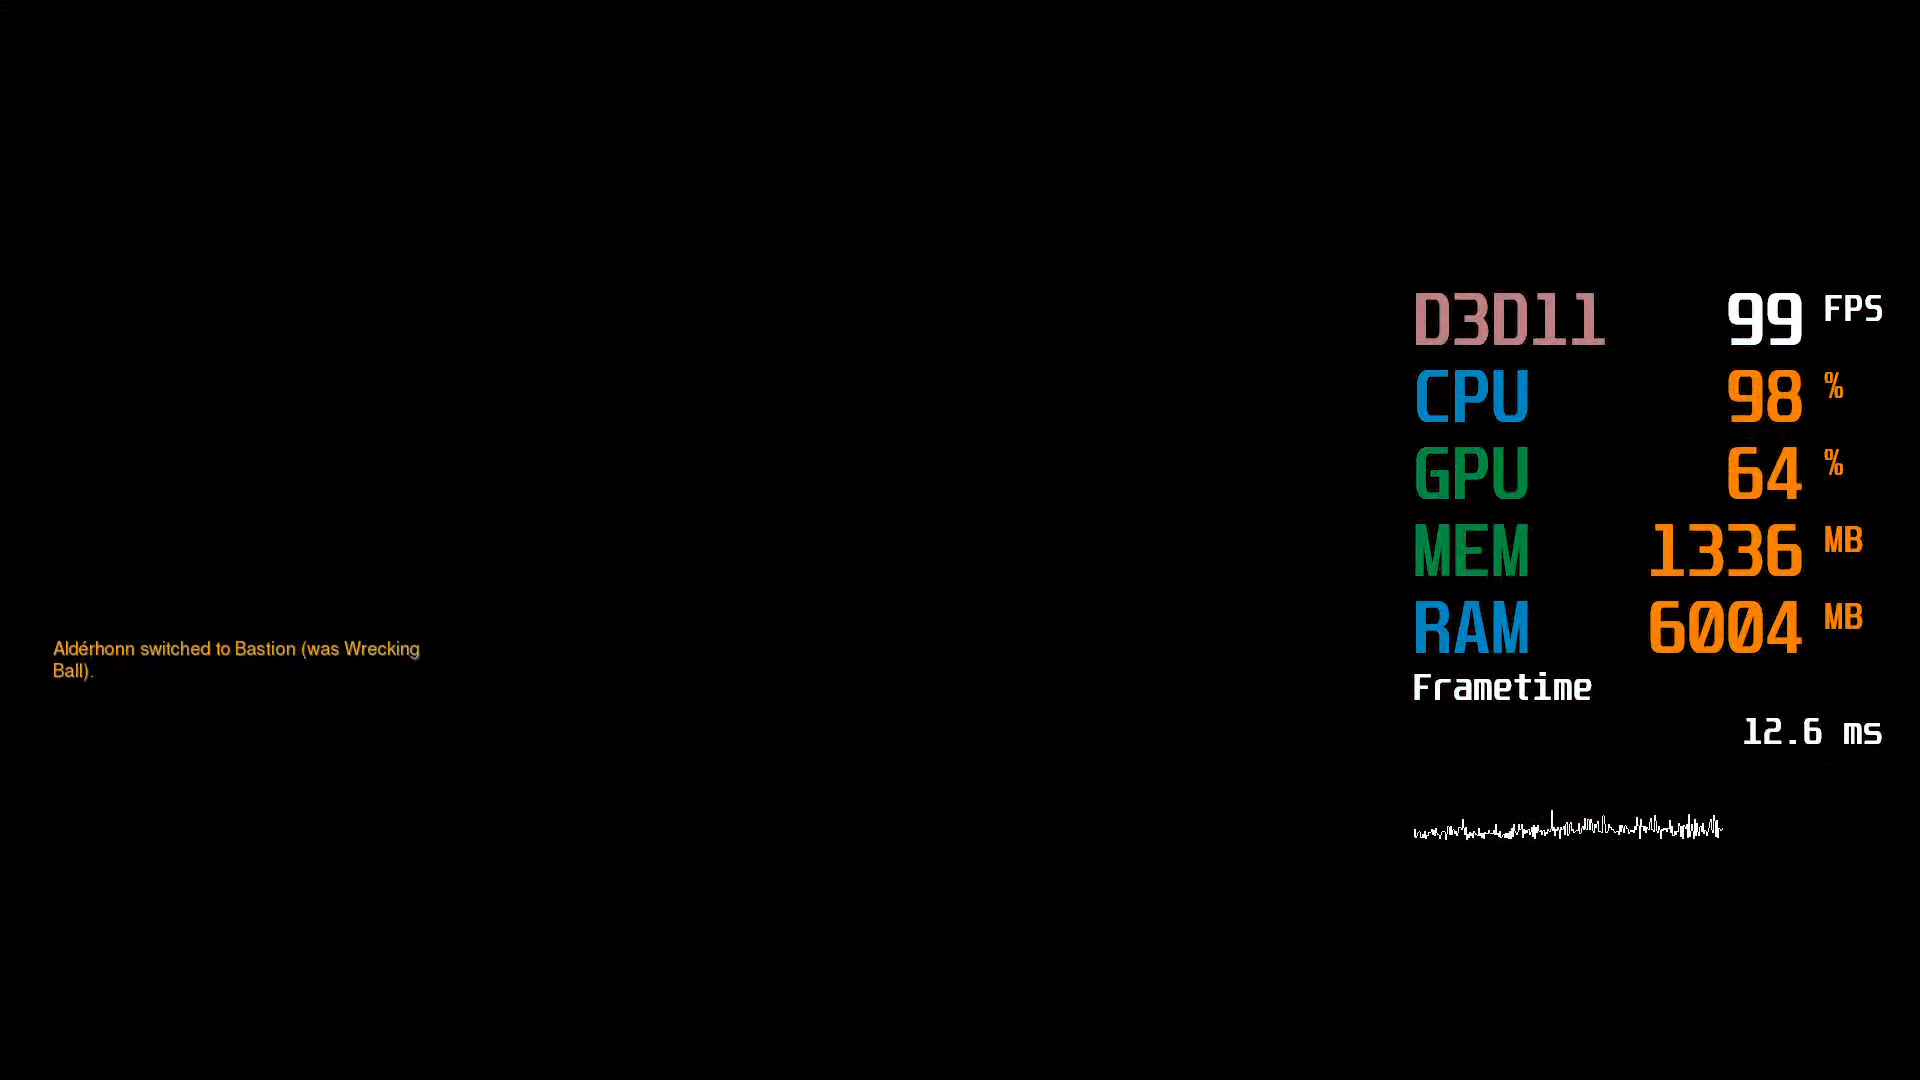 D3D11 99 FPS
CPU 98 %
GPU 64 %
MEM 1336 MB
RAM 6004 MB
Aldérhonn switched to Bastion (was Wrecking
Ball).
Frametime
12.6 ms